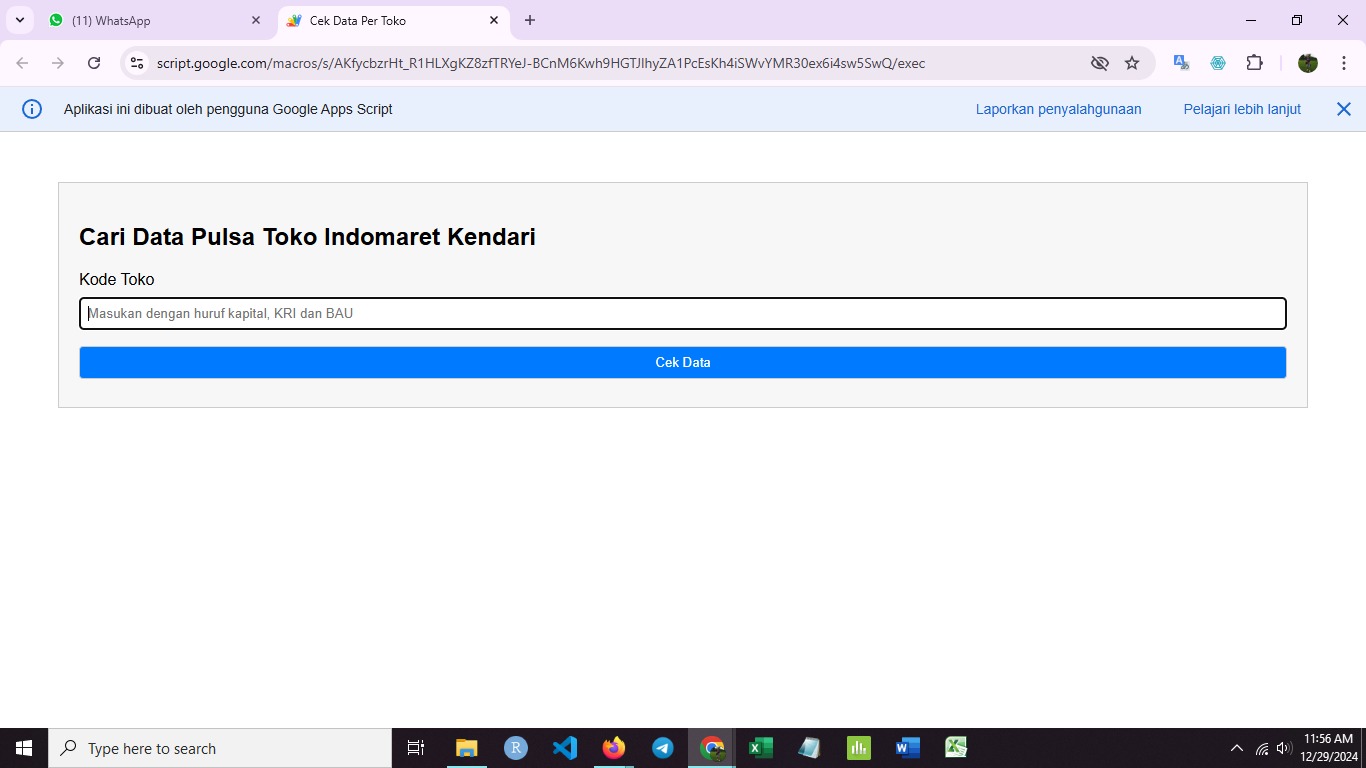 (11) WhatsApp
Cek Data Per Toko
script.google.com/macros/s/AKfycbzrHt_R1HLXgKZ8zfTRYeJ-BCnM6Kwh9HGTJIhyZA1PcEsKh4iSWvYMR30ex6i4sw5SwQ/exec
Aplikasi ini dibuat oleh pengguna Google Apps Script
Laporkan penyalahgunaan
Pelajari lebih lanjut
Cari Data Pulsa Toko Indomaret Kendari
Kode Toko
Masukan dengan huruf kapital, KRI dan BAU
Cek Data
Type here to search
11:56 AM
12/29/2024